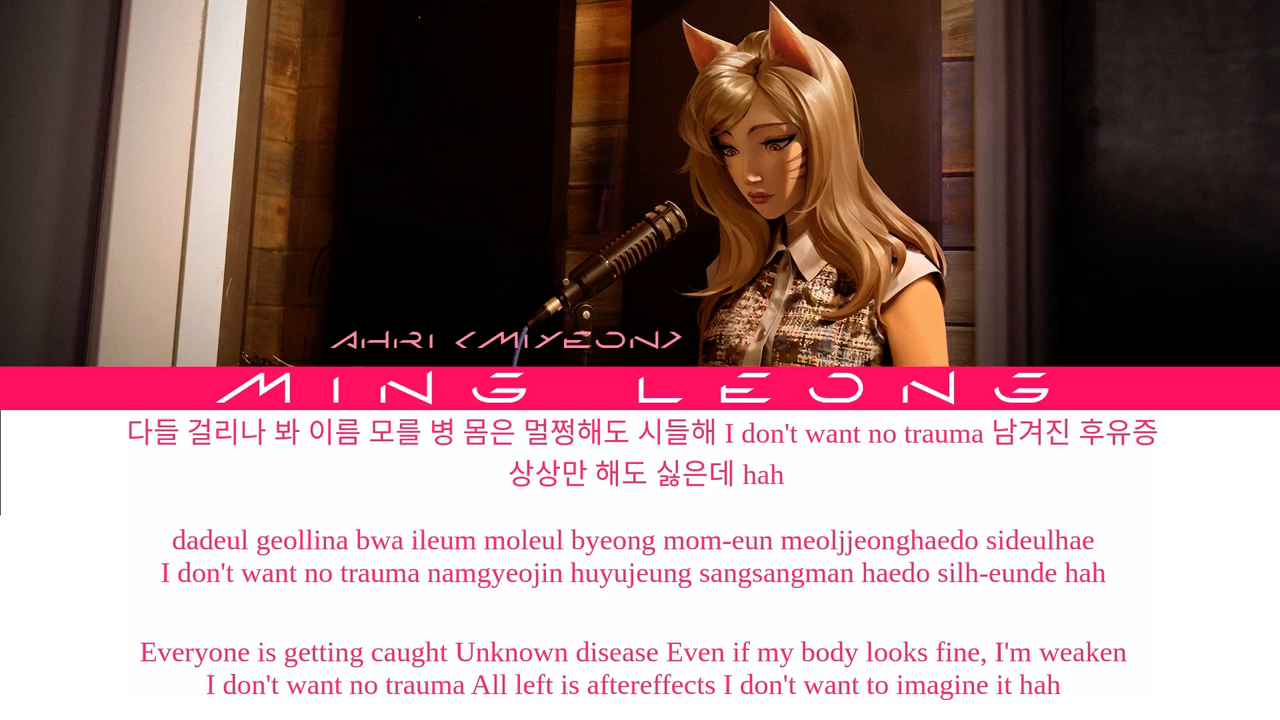 AHRI <MIYEON>
MING LEONG
다들 걸리나 봐 이름 모를 병 몸은 멀쩡해도 시들해 I don't want no trauma 남겨진 후유증
상상만 해도 싫은데 hah
dadeul geollina bwa ileum moleul byeong mom-eun meoljjeonghaedo sideulhae
I don't want no trauma namgyeojin huyujeung sangsangman haedo silh-eunde hah
Everyone is getting caught Unknown disease Even if my body looks fine, I'm weaken
I don't want no trauma All left is aftereffects I don't want to imagine it hah